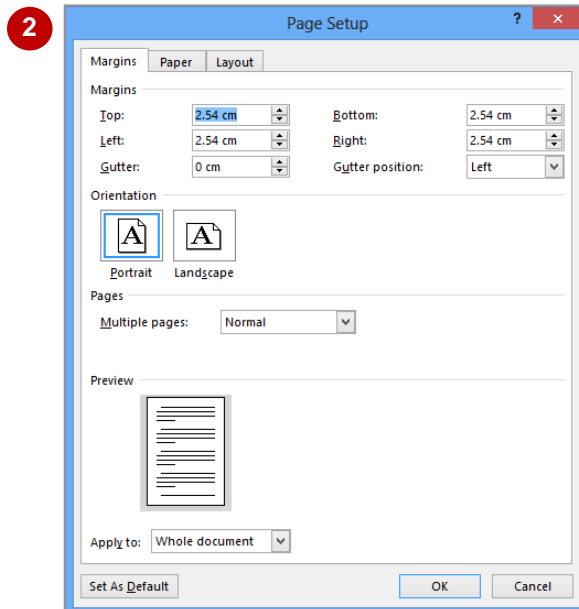 2
Page Setup ?
Margins Paper Layout
Margins
Top: 2.54 cm Bottom: 2.54 cm
Left: 2.54 cm Right: 2.54 cm
Gutter: 0 cm Gutter position: Left
Orientation
A A
Portrait Landscape
Pages
Multiple pages: Normal
Preview
Apply to: Whole document
Set As Default OK Cancel